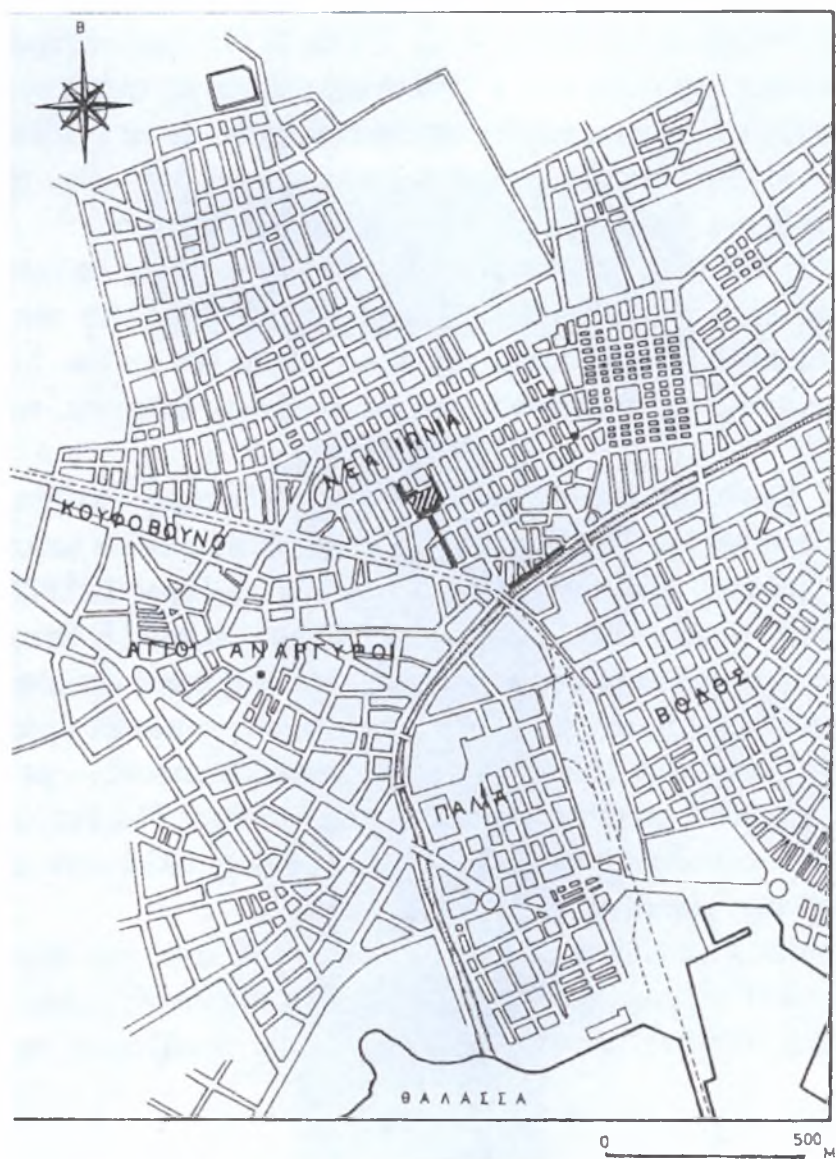 Β
ΝΕΑ ΙΩΝΙΑ
ΚΟΥΦΟΒΟΥΝΟ
ΑΓΙΟΙ ΑΝΑΡΓΥΡΟΙ
ΒΟΛΟΣ
ΠΑΛΙΑ
ΘΑΛΑΣΣΑ
0 500 Μ